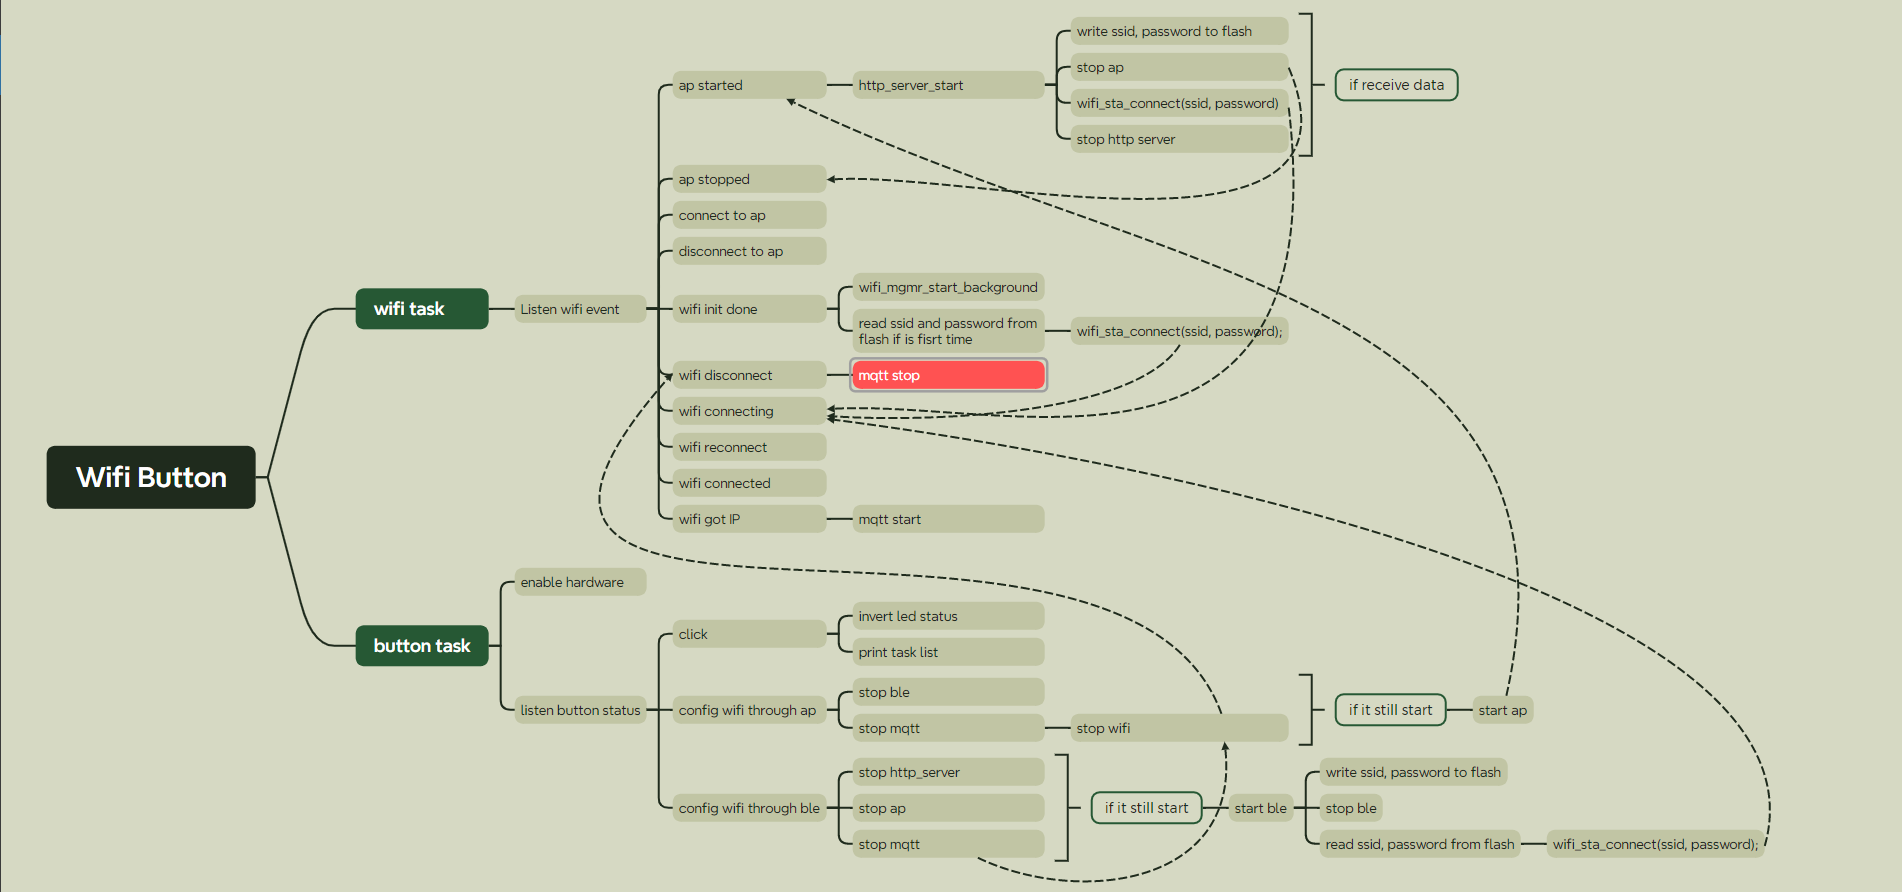 Wifi Button
wifi task
Listen wifi event
ap started
http_server_start
write ssid, password to flash
stop ap
wifi_sta_connect(ssid, password)
stop http server
if receive data
ap stopped
connect to ap
disconnect to ap
wifi init done
wifi_mgmr_start_background
read ssid and password from
flash if is fisrt time
wifi_sta_connect(ssid, password);
wifi disconnect
mqtt stop
wifi connecting
wifi reconnect
wifi connected
wifi got IP
mqtt start
button task
enable hardware
listen button status
click
invert led status
print task list
config wifi through ap
stop ble
stop mqtt
stop wifi
if it still start
start ap
config wifi through ble
stop http_server
stop ap
stop mqtt
if it still start
start ble
write ssid, password to flash
stop ble
read ssid, password from flash
wifi_sta_connect(ssid, password);